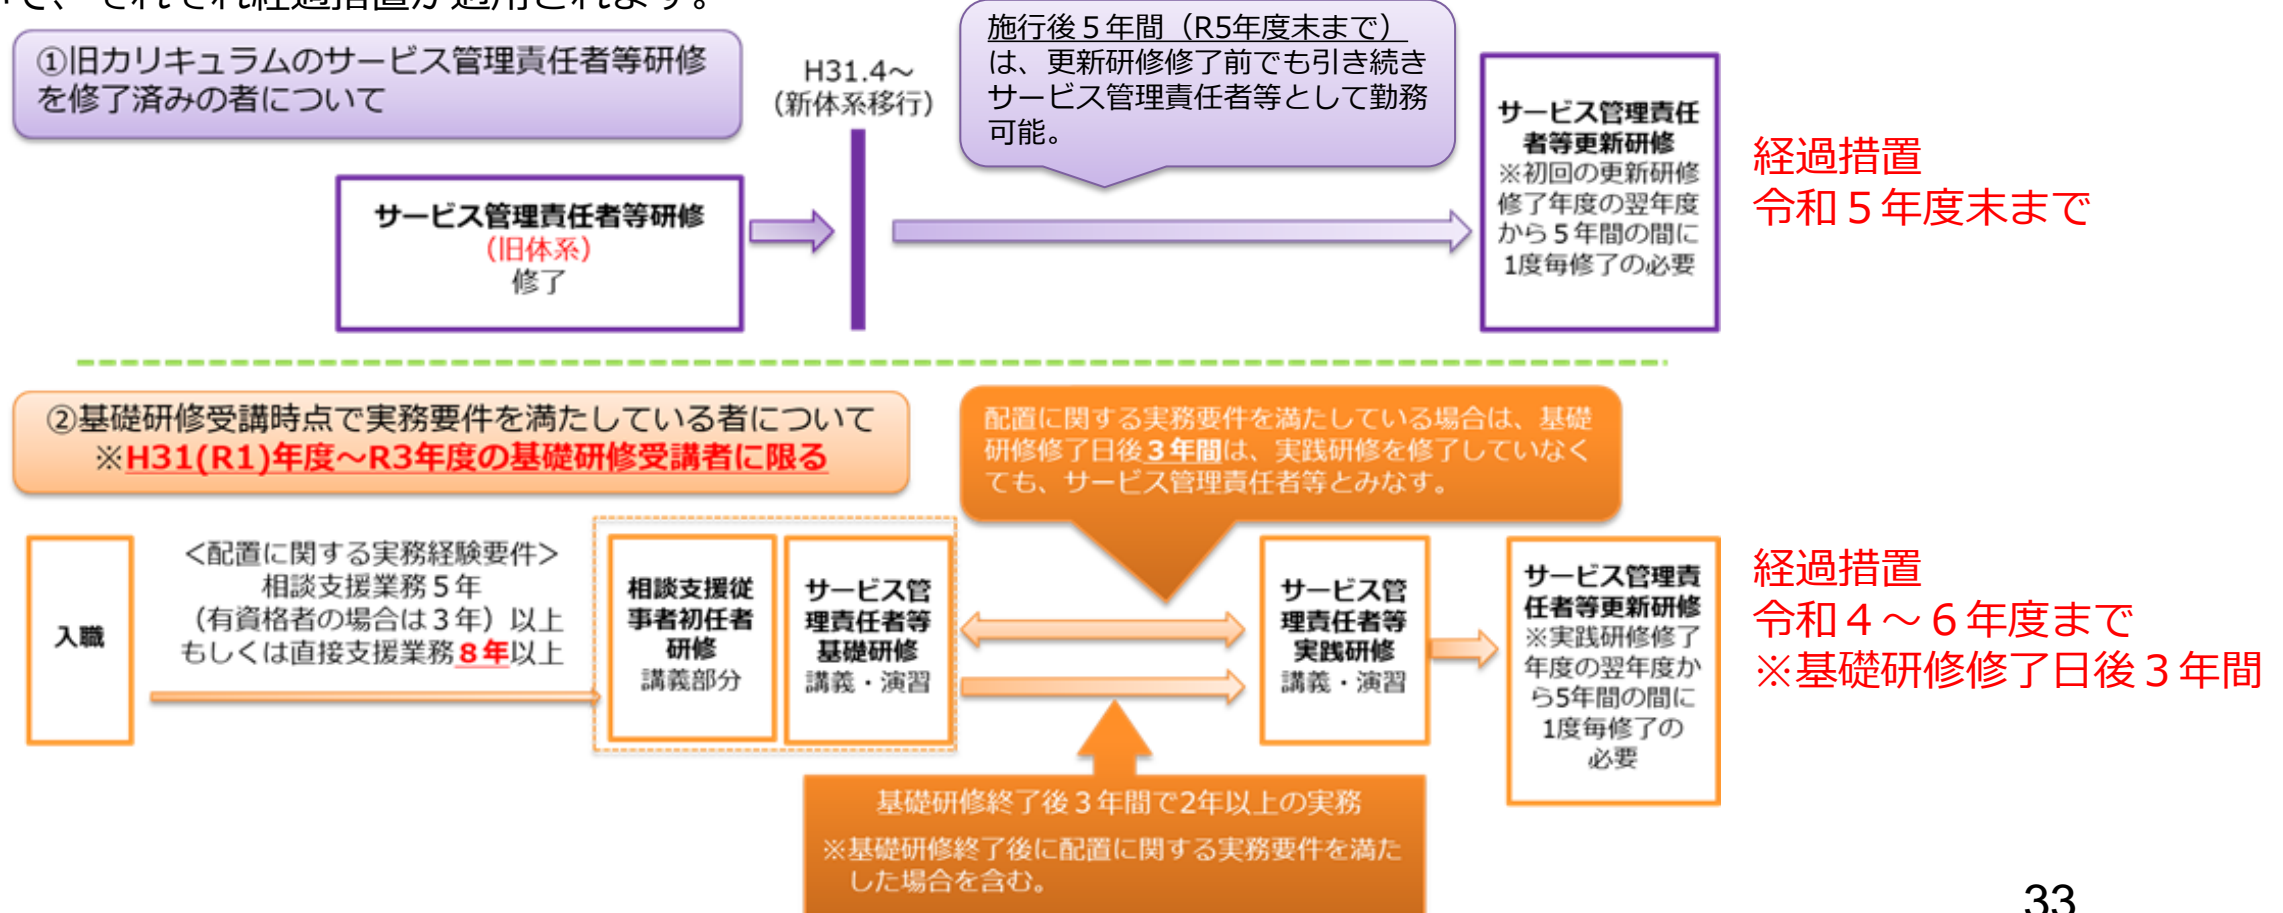 で、それぞれ経過措置が適用されます。
①旧カリキュラムのサービス管理責任者等研修
を修了済みの者について
H31.4～
（新体系移行）
施行後５年間（R5年度末まで）
は、更新研修修了前でも引き続き
サービス管理責任者等として勤務
可能。
サービス管理責任者等研修
（旧体系）
修了
サービス管理責任
者等更新研修
※初回の更新研修
修了年度の翌年度
から５年間の間に
1度毎修了の必要
経過措置
令和５年度末まで
②基礎研修受講時点で実務要件を満たしている者について
※H31(R1)年度～R3年度の基礎研修受講者に限る
配置に関する実務要件を満たしている場合は、基礎
研修修了日後３年間は、実践研修を修了していなく
ても、サービス管理責任者等とみなす。
入職
＜配置に関する実務経験要件＞
相談支援業務５年
（有資格者の場合は３年）以上
もしくは直接支援業務８年以上
相談支援従
事者初任者
研修
講義部分
サービス管
理責任者等
基礎研修
講義・演習
サービス管
理責任者等
実践研修
講義・演習
サービス管理責
任者等更新研修
※実践研修修了
年度の翌年度か
ら5年間の間に
1度毎修了の
必要
経過措置
令和４～６年度まで
※基礎研修修了日後３年間
基礎研修終了後３年間で2年以上の実務
※基礎研修終了後に配置に関する実務要件を満た
した場合を含む。
33